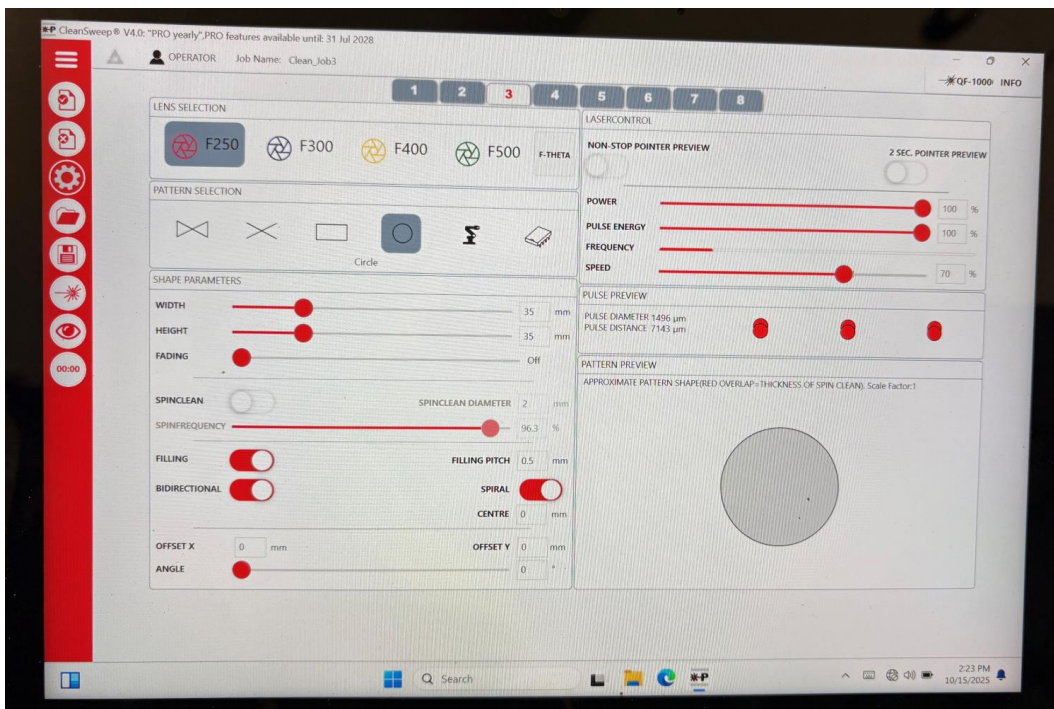 CleanSweep® V4.0: "PRO yearly",PRO features available until: 31 Jul 2028
OPERATOR Job Name: Clean_Job3
QF-1000 INFO
1 2 3 4 5 6 7 8
LENS SELECTION
F250 F300 F400 F500 F-THETA
PATTERN SELECTION
Circle
SHAPE PARAMETERS
WIDTH 35 mm
HEIGHT 35 mm
FADING Off
SPINCLEAN SPINCLEAN DIAMETER 2 mm
SPINFREQUENCY 96.3 %
FILLING FILLING PITCH 0.5 mm
BIDIRECTIONAL SPIRAL
CENTRE 0 mm
OFFSET X 0 mm OFFSET Y 0 mm
ANGLE 0 °
LASERCONTROL
NON-STOP POINTER PREVIEW 2 SEC. POINTER PREVIEW
POWER 100 %
PULSE ENERGY 100 %
FREQUENCY
SPEED 70 %
PULSE PREVIEW
PULSE DIAMETER 1496 µm
PULSE DISTANCE 7143 µm
PATTERN PREVIEW
APPROXIMATE PATTERN SHAPE(RED OVERLAP=THICKNESS OF SPIN CLEAN). Scale Factor:1
00:00
Search
2:23 PM
10/15/2025